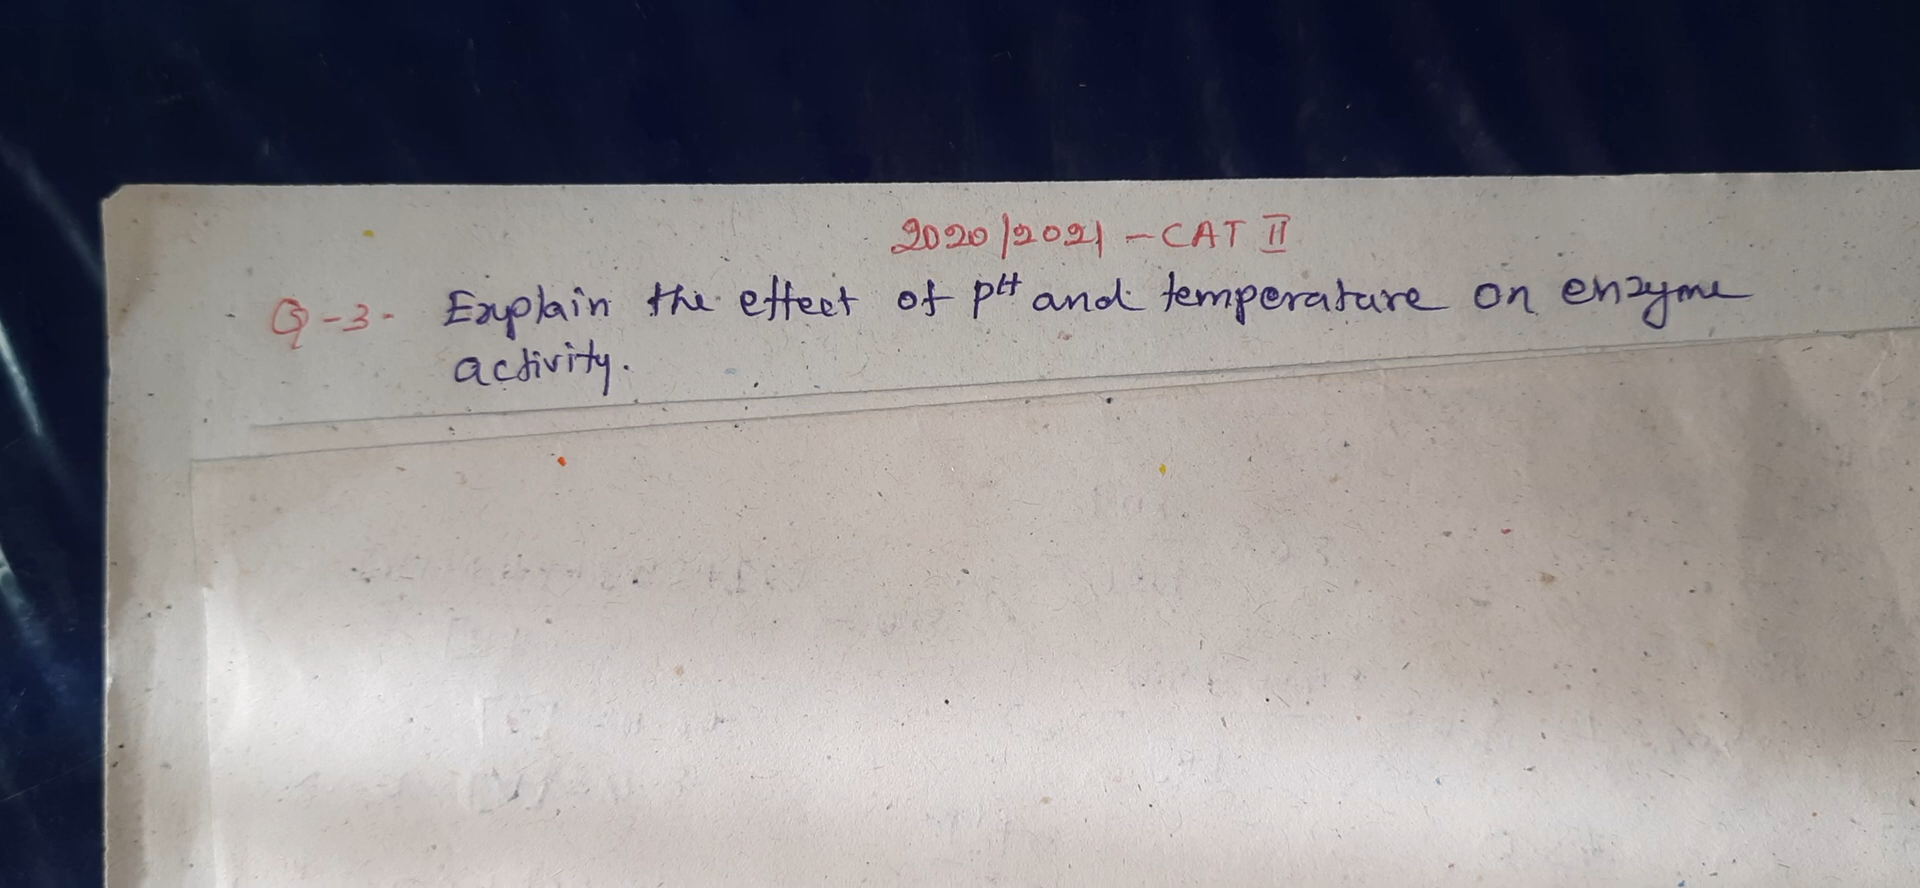 2020/2021 - CAT II
Q-3- Explain the effect of pH and temperature on enzyme
activity.